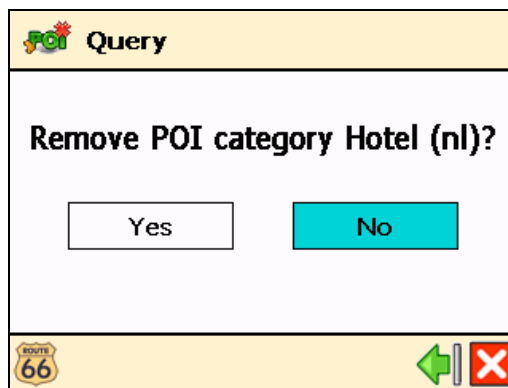 POI Query
Remove POI category Hotel (nl)?
Yes No
ROUTE
66